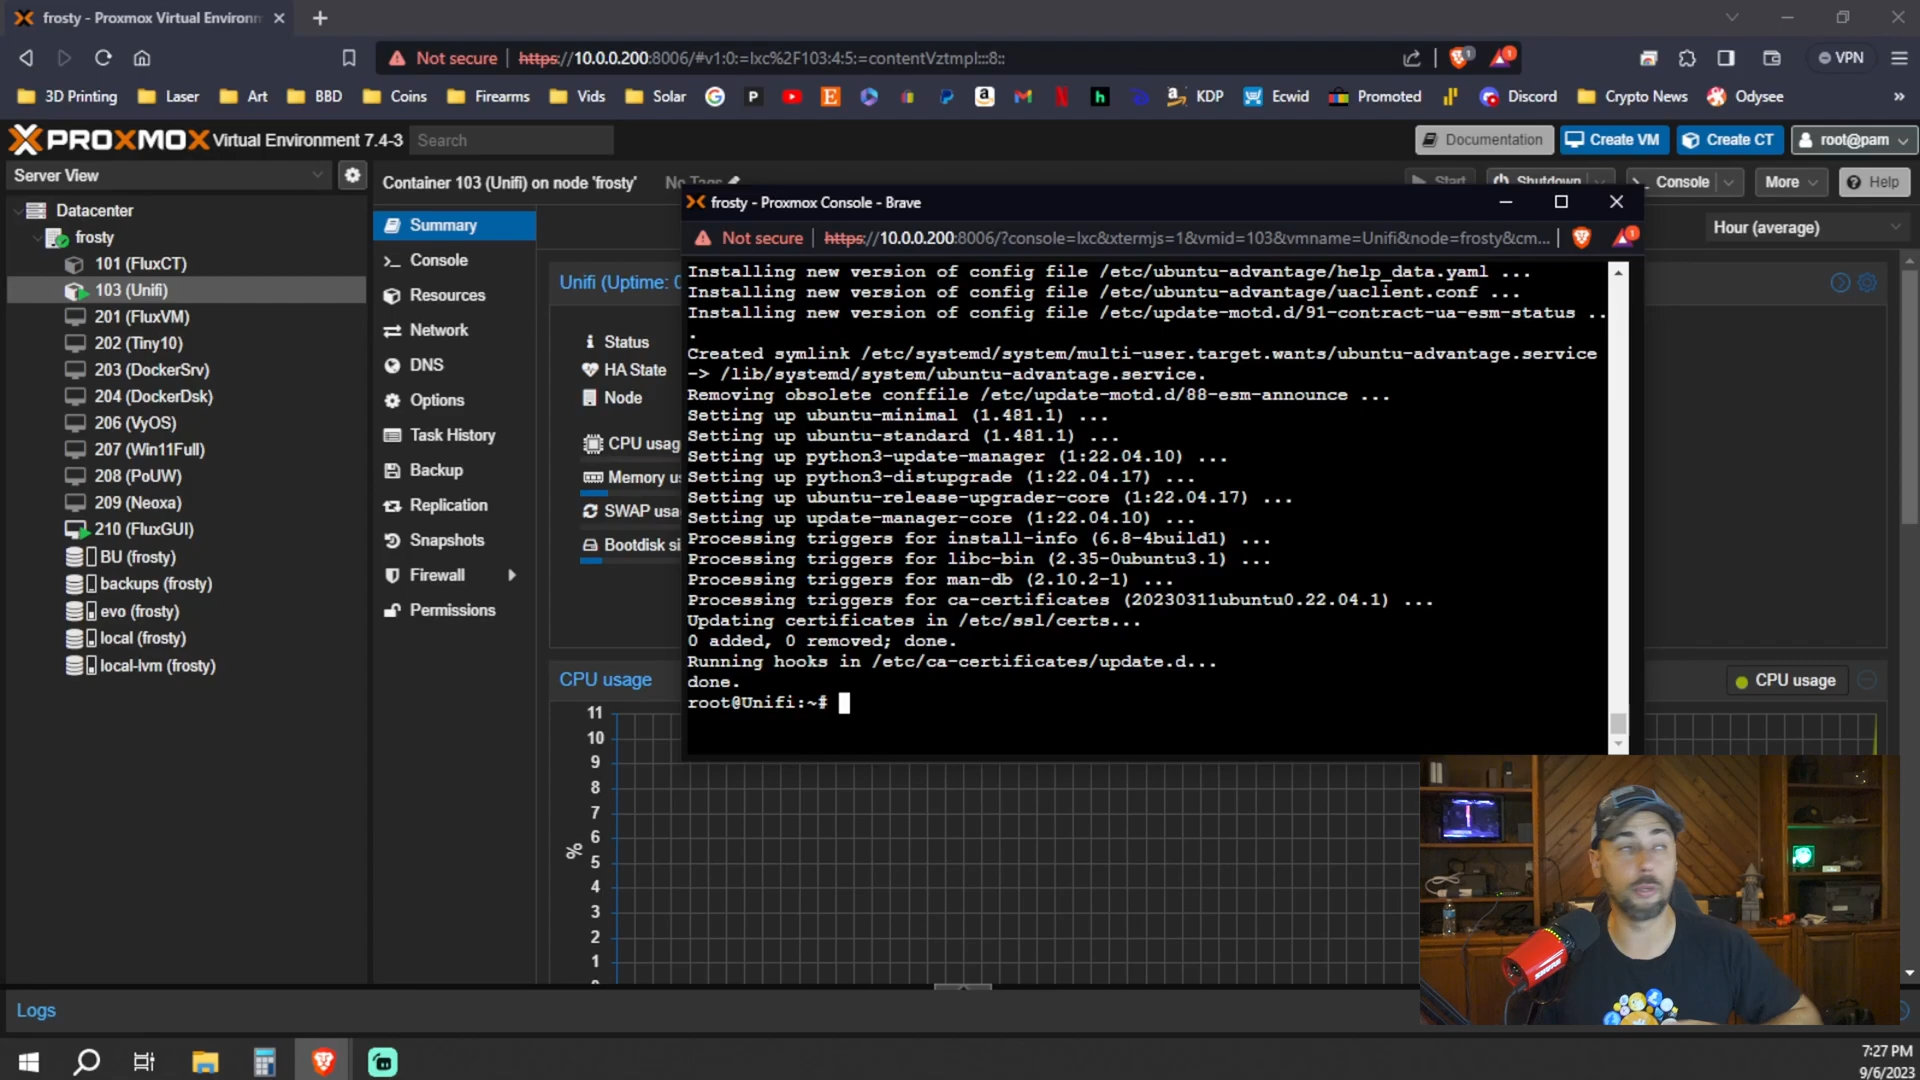 frosty - Proxmox Virtual Environm
Not secure
https://10.0.0.200:8006/#v1:0:=lxc%2F103:4:5:=contentVztmpl:::8::
VPN
3D Printing
Laser
Art
BBD
Coins
Firearms
Vids
Solar
KDP
Ecwid
Promoted
Discord
Crypto News
Odysee
PROXMOX Virtual Environment 7.4-3
Search
Documentation
Create VM
Create CT
root@pam
Server View
Container 103 (Unifi) on node 'frosty'
No Tags
Start
Shutdown
Console
More
Help
Hour (average)
Datacenter
frosty
101 (FluxCT)
103 (Unifi)
201 (FluxVM)
202 (Tiny10)
203 (DockerSrv)
204 (DockerDsk)
206 (VyOS)
207 (Win11Full)
208 (PoUW)
209 (Neoxa)
210 (FluxGUI)
BU (frosty)
backups (frosty)
evo (frosty)
local (frosty)
local-lvm (frosty)
Summary
Console
Resources
Network
DNS
Options
Task History
Backup
Replication
Snapshots
Firewall
Permissions
Unifi (Uptime: 0
Status
HA State
Node
CPU usag
Memory us
SWAP usa
Bootdisk si
frosty - Proxmox Console - Brave
Not secure
https://10.0.0.200:8006/?console=lxc&xtermjs=1&vmid=103&vmname=Unifi&node=frosty&cm...
Installing new version of config file /etc/ubuntu-advantage/help_data.yaml ...
Installing new version of config file /etc/ubuntu-advantage/uaclient.conf ...
Installing new version of config file /etc/update-motd.d/91-contract-ua-esm-status ..
.
Created symlink /etc/systemd/system/multi-user.target.wants/ubuntu-advantage.service
-> /lib/systemd/system/ubuntu-advantage.service.
Removing obsolete conffile /etc/update-motd.d/88-esm-announce ...
Setting up ubuntu-minimal (1.481.1) ...
Setting up ubuntu-standard (1.481.1) ...
Setting up python3-update-manager (1:22.04.10) ...
Setting up python3-distupgrade (1:22.04.17) ...
Setting up ubuntu-release-upgrader-core (1:22.04.17) ...
Setting up update-manager-core (1:22.04.10) ...
Processing triggers for install-info (6.8-4build1) ...
Processing triggers for libc-bin (2.35-0ubuntu3.1) ...
Processing triggers for man-db (2.10.2-1) ...
Processing triggers for ca-certificates (20230311ubuntu0.22.04.1) ...
Updating certificates in /etc/ssl/certs...
0 added, 0 removed; done.
Running hooks in /etc/ca-certificates/update.d...
done.
root@Unifi:~#
CPU usage
CPU usage
11
10
9
8
7
6
5
4
3
2
1
%
Logs
SHURE
7:27 PM
9/6/2023